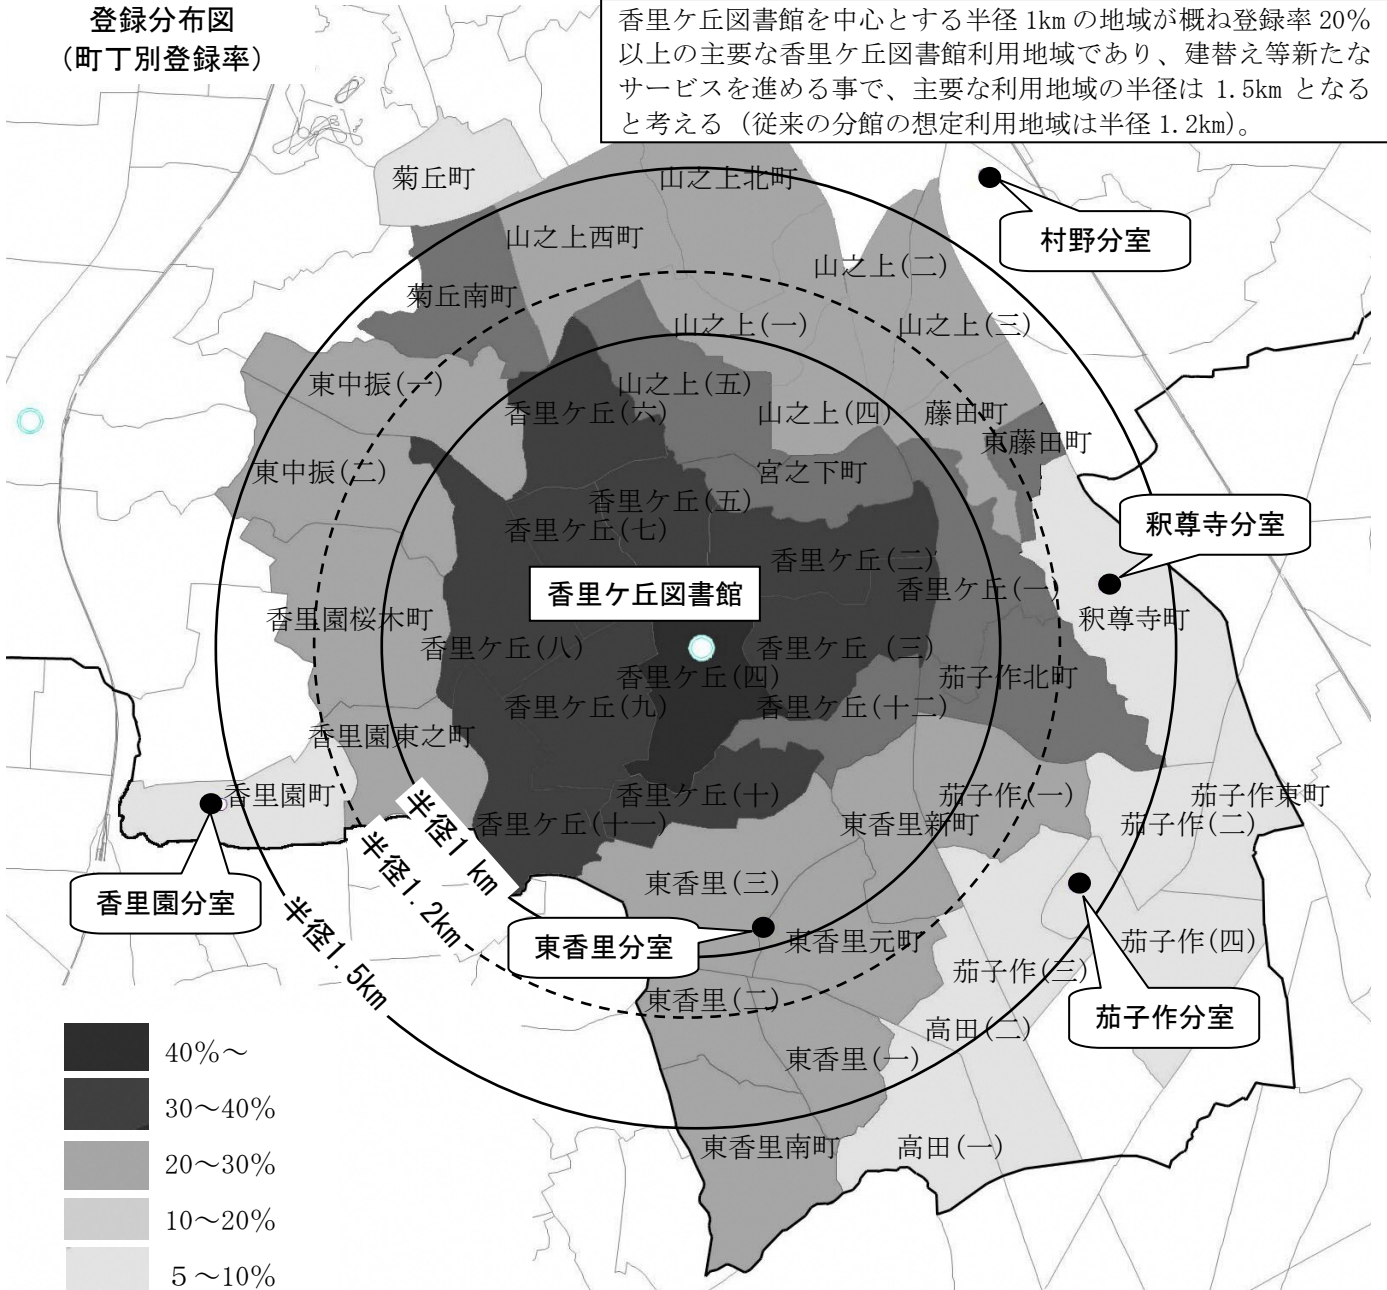 登録分布図
（町丁別登録率）
香里ケ丘図書館を中心とする半径 1km の地域が概ね登録率 20%
以上の主要な香里ケ丘図書館利用地域であり、建替え等新たな
サービスを進める事で、主要な利用地域の半径は 1.5km となる
と考える（従来の分館の想定利用地域は半径 1.2km）。
菊丘町
山之上北町
村野分室
山之上西町
山之上(二)
菊丘南町
山之上(一)
山之上(三)
東中振(一)
山之上(五)
香里ケ丘(六)
山之上(四)
藤田町
東藤田町
東中振(二)
宮之下町
香里ケ丘(五)
香里ケ丘(七)
釈尊寺分室
香里ケ丘(二)
香里ケ丘(一)
香里ケ丘図書館
香里園桜木町
釈尊寺町
香里ケ丘(八)
香里ケ丘 (三)
香里ケ丘(四)
茄子作北町
香里ケ丘(九)
香里ケ丘(十二)
香里園東之町
香里園町
香里ケ丘(十)
茄子作(一)
茄子作東町
香里ケ丘(十一)
東香里新町
茄子作(二)
半径1 km
半径1.2km
半径1.5km
東香里(三)
香里園分室
東香里分室
東香里元町
茄子作(四)
茄子作(三)
東香里(二)
茄子作分室
高田(二)
東香里(一)
東香里南町
高田(一)
40%～
30～40%
20～30%
10～20%
5～10%